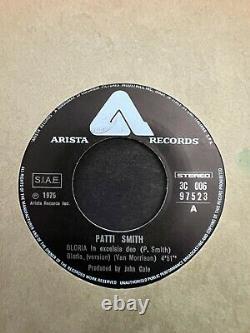 ARISTA RECORDS
S.I.A.E.
STEREO
℗ 1975
Arista Records Inc.
3C 006
97523
A
PATTI SMITH
GLORIA in excelsis deo (P. Smith)
Gloria, (version) (Van Morrison) 4'51"
Produced by John Cale